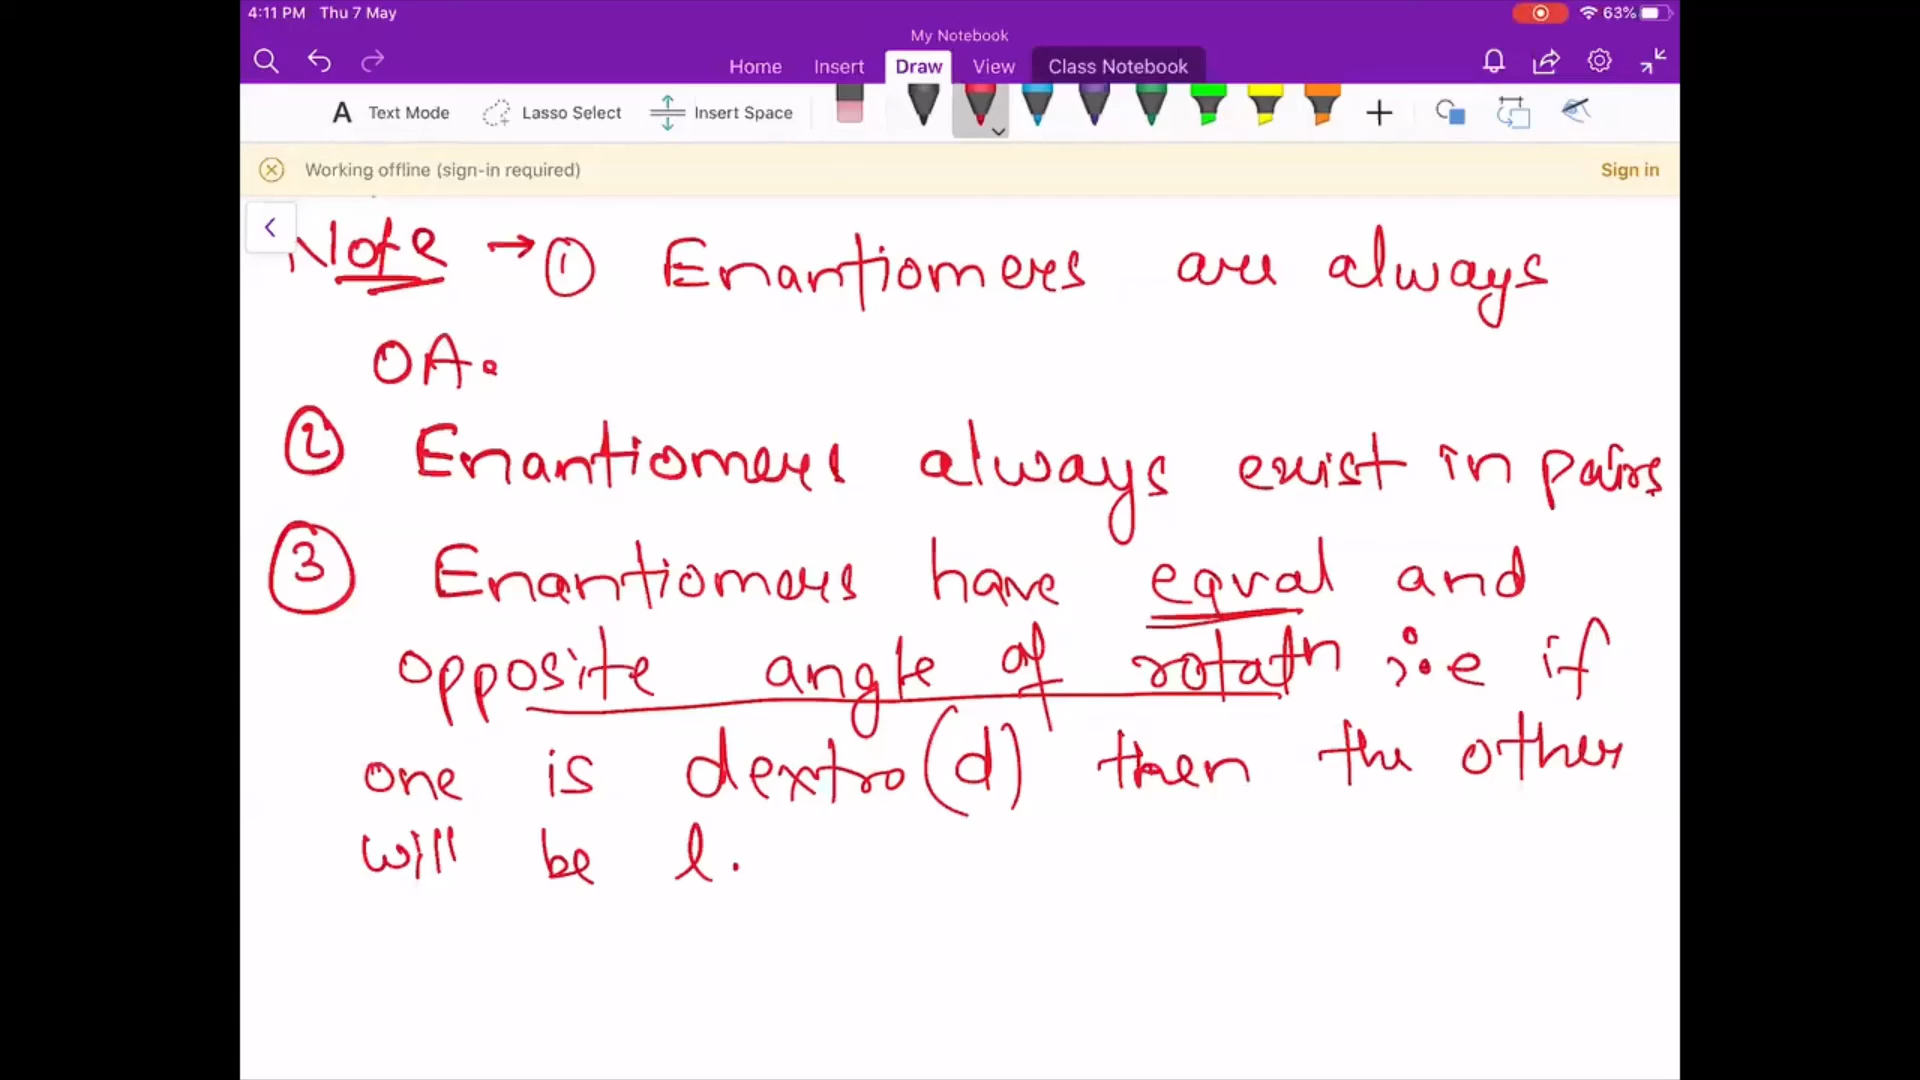 4:11 PM Thu 7 May
63%
My Notebook
Home Insert Draw View Class Notebook
A Text Mode Lasso Select Insert Space
Working offline (sign-in required) Sign in
Note → ① Enantiomers are always
OA.
② Enantiomers always exist in pairs
③ Enantiomers have equal and
opposite angle of rotatn i.e if
one is dextro (d) then the other
will be l.